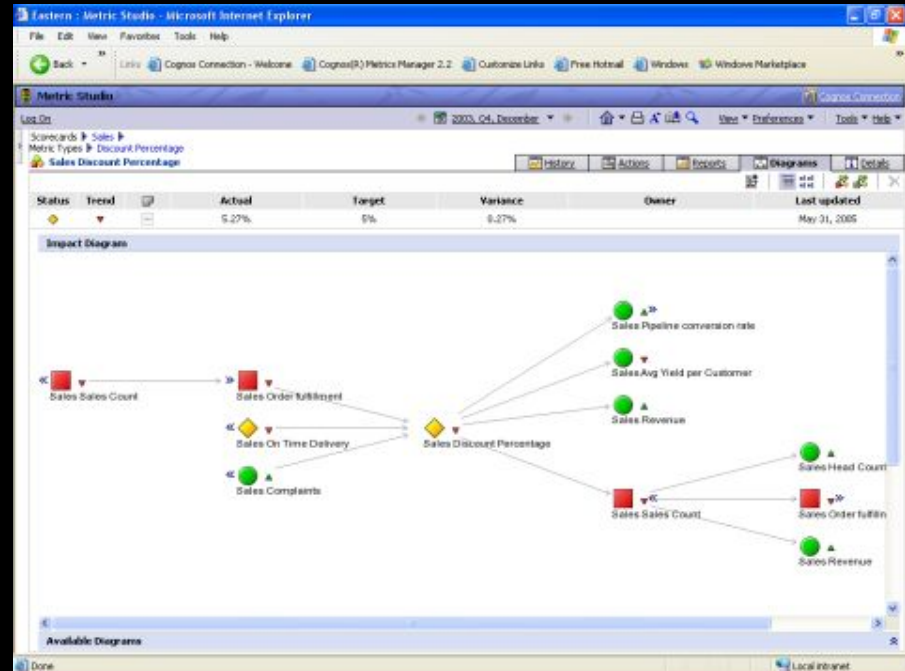 Eastern : Metric Studio - Microsoft Internet Explorer
File Edit View Favorites Tools Help
Back Links Cognos Connection - Welcome Cognos(R) Metrics Manager 2.2 Customize Links Free Hotmail Windows Windows Marketplace
Metric Studio Cognos Connection
Log On 2003, Q4, December View Preferences Tools Help
Scorecards Sales
Metric Types Discount Percentage
Sales Discount Percentage History Actions Reports Diagrams Details
Status Trend Actual Target Variance Owner Last updated
5.27% 5% 0.27% May 31, 2005
Impact Diagram
Sales Pipeline conversion rate
Sales Avg Yield per Customer
Sales Sales Count Sales Order fulfillment
Sales Revenue
Sales On Time Delivery Sales Discount Percentage
Sales Head Count
Sales Complaints
Sales Sales Count Sales Order fulfilln
Sales Revenue
Available Diagrams
Done Local intranet